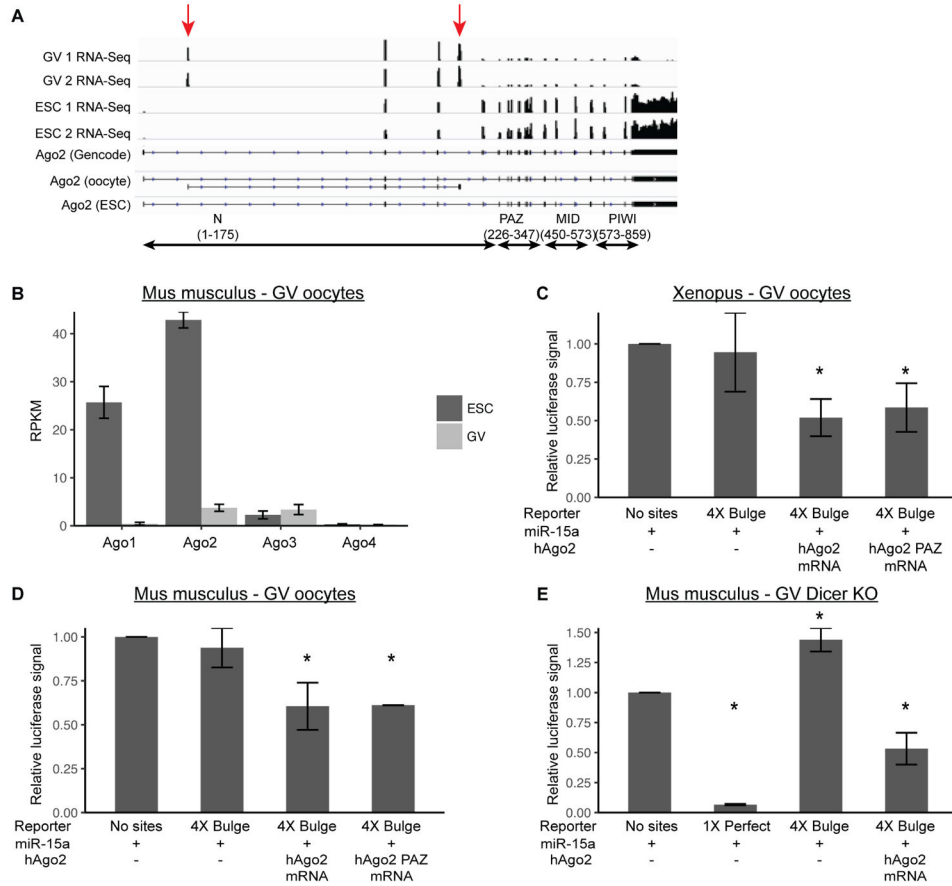 A
GV 1 RNA-Seq
GV 2 RNA-Seq
ESC 1 RNA-Seq
ESC 2 RNA-Seq
Ago2 (Gencode)
Ago2 (oocyte)
Ago2 (ESC)
N PAZ MID PIWI
(1-175) (226-347) (450-573) (573-859)
B Mus musculus - GV oocytes
RPKM
40
30
20
10
0
Ago1 Ago2 Ago3 Ago4
ESC
GV
C Xenopus - GV oocytes
Relative luciferase signal
1.00
0.75
0.50
0.25
0.00
* *
Reporter No sites 4X Bulge 4X Bulge 4X Bulge
miR-15a + + + +
hAgo2 - - hAgo2 hAgo2 PAZ
mRNA mRNA
D Mus musculus - GV oocytes
Relative luciferase signal
1.00
0.75
0.50
0.25
0.00
* *
Reporter No sites 4X Bulge 4X Bulge 4X Bulge
miR-15a + + + +
hAgo2 - - hAgo2 hAgo2 PAZ
mRNA mRNA
E Mus musculus - GV Dicer KO
Relative luciferase signal
1.50
1.25
1.00
0.75
0.50
0.25
0.00
* * *
Reporter No sites 1X Perfect 4X Bulge 4X Bulge
miR-15a + + + +
hAgo2 - - - hAgo2
mRNA